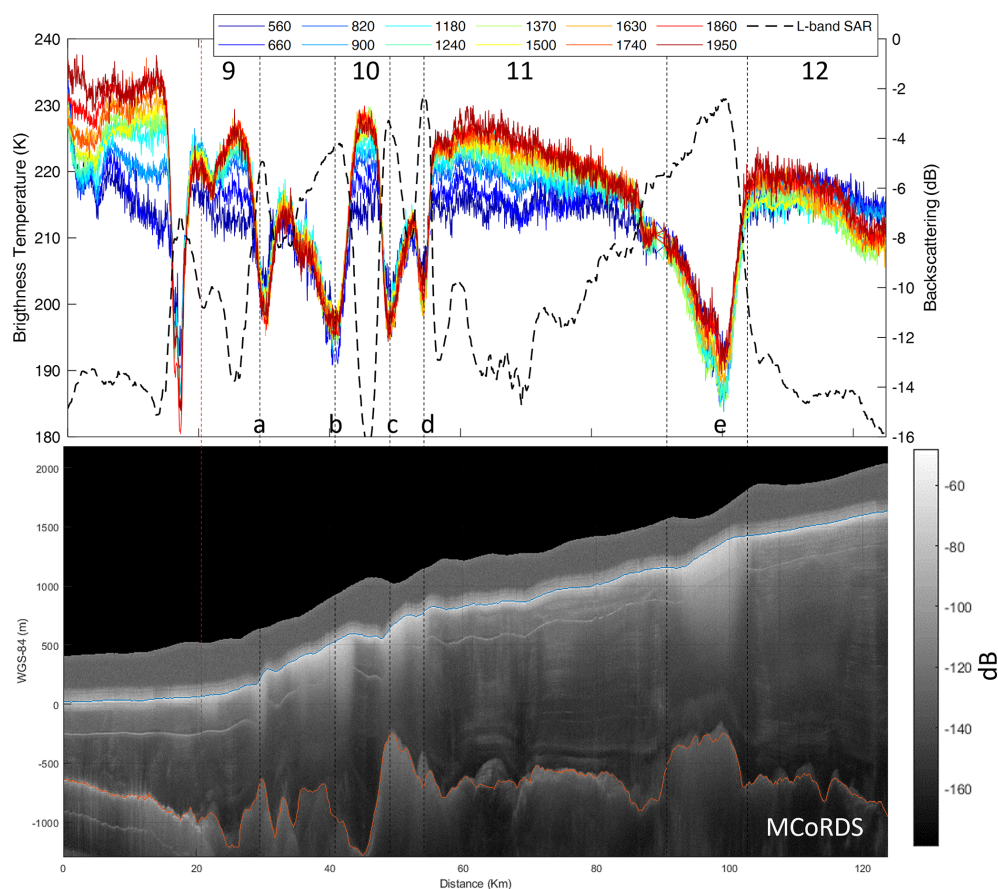 560 820 1180 1370 1630 1860 L-band SAR
660 900 1240 1500 1740 1950
9 10 11 12
240
230
220
210
200
190
180
Brigthness Temperature (K)
0
-2
-4
-6
-8
-10
-12
-14
-16
Backscattering (dB)
a b c d e
2000
1500
1000
500
0
-500
-1000
WGS-84 (m)
MCoRDS
0 20 40 60 80 100 120
Distance (Km)
-60
-80
-100
-120
-140
-160
dB